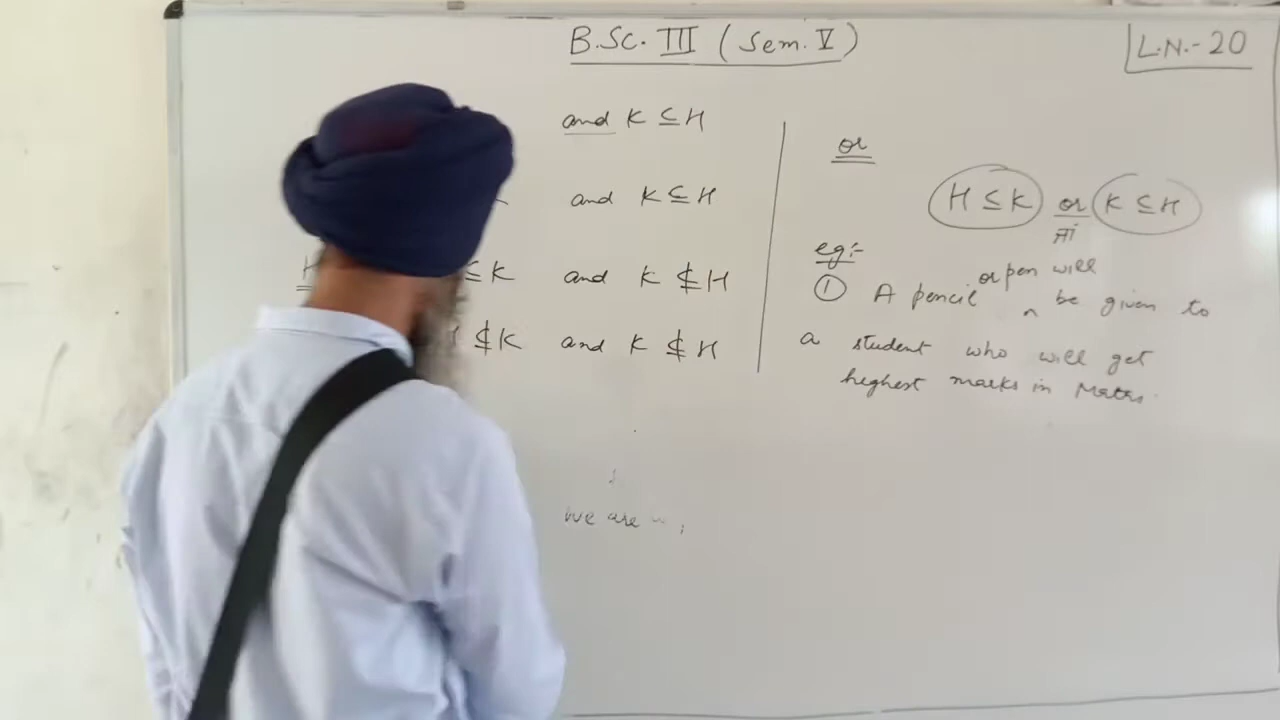 B.Sc. III (Sem. V)
L.N.- 20
and K ⊆ H
and K ⊆ H
H ⊆ K and K ⊈ H
⊈ K and K ⊈ H
or
H ⊆ K or K ⊆ H
eg:-
① A pencil or pen will be given to
a student who will get
highest marks in Maths.
we are